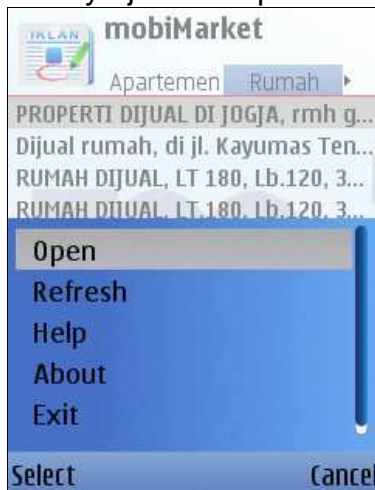 IKLAN
mobiMarket
Apartemen Rumah
PROPERTI DIJUAL DI JOGJA, rmh g...
Dijual rumah, di jl. Kayumas Ten...
RUMAH DIJUAL, LT 180, Lb.120, 3...
RUMAH DIJUAL, LT.180, Lb.120, 3...
Open
Refresh
Help
About
Exit
Select Cancel